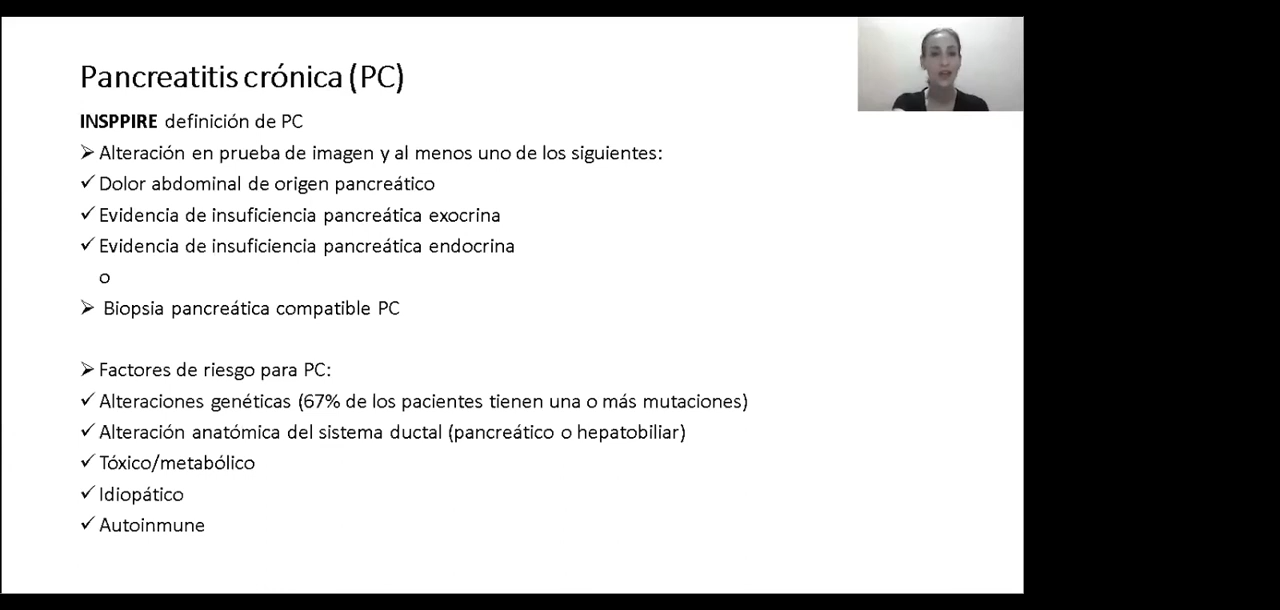 Pancreatitis crónica (PC)
INSPPIRE definición de PC
➢ Alteración en prueba de imagen y al menos uno de los siguientes:
✓ Dolor abdominal de origen pancreático
✓ Evidencia de insuficiencia pancreática exocrina
✓ Evidencia de insuficiencia pancreática endocrina
o
➢ Biopsia pancreática compatible PC
➢ Factores de riesgo para PC:
✓ Alteraciones genéticas (67% de los pacientes tienen una o más mutaciones)
✓ Alteración anatómica del sistema ductal (pancreático o hepatobiliar)
✓ Tóxico/metabólico
✓ Idiopático
✓ Autoinmune